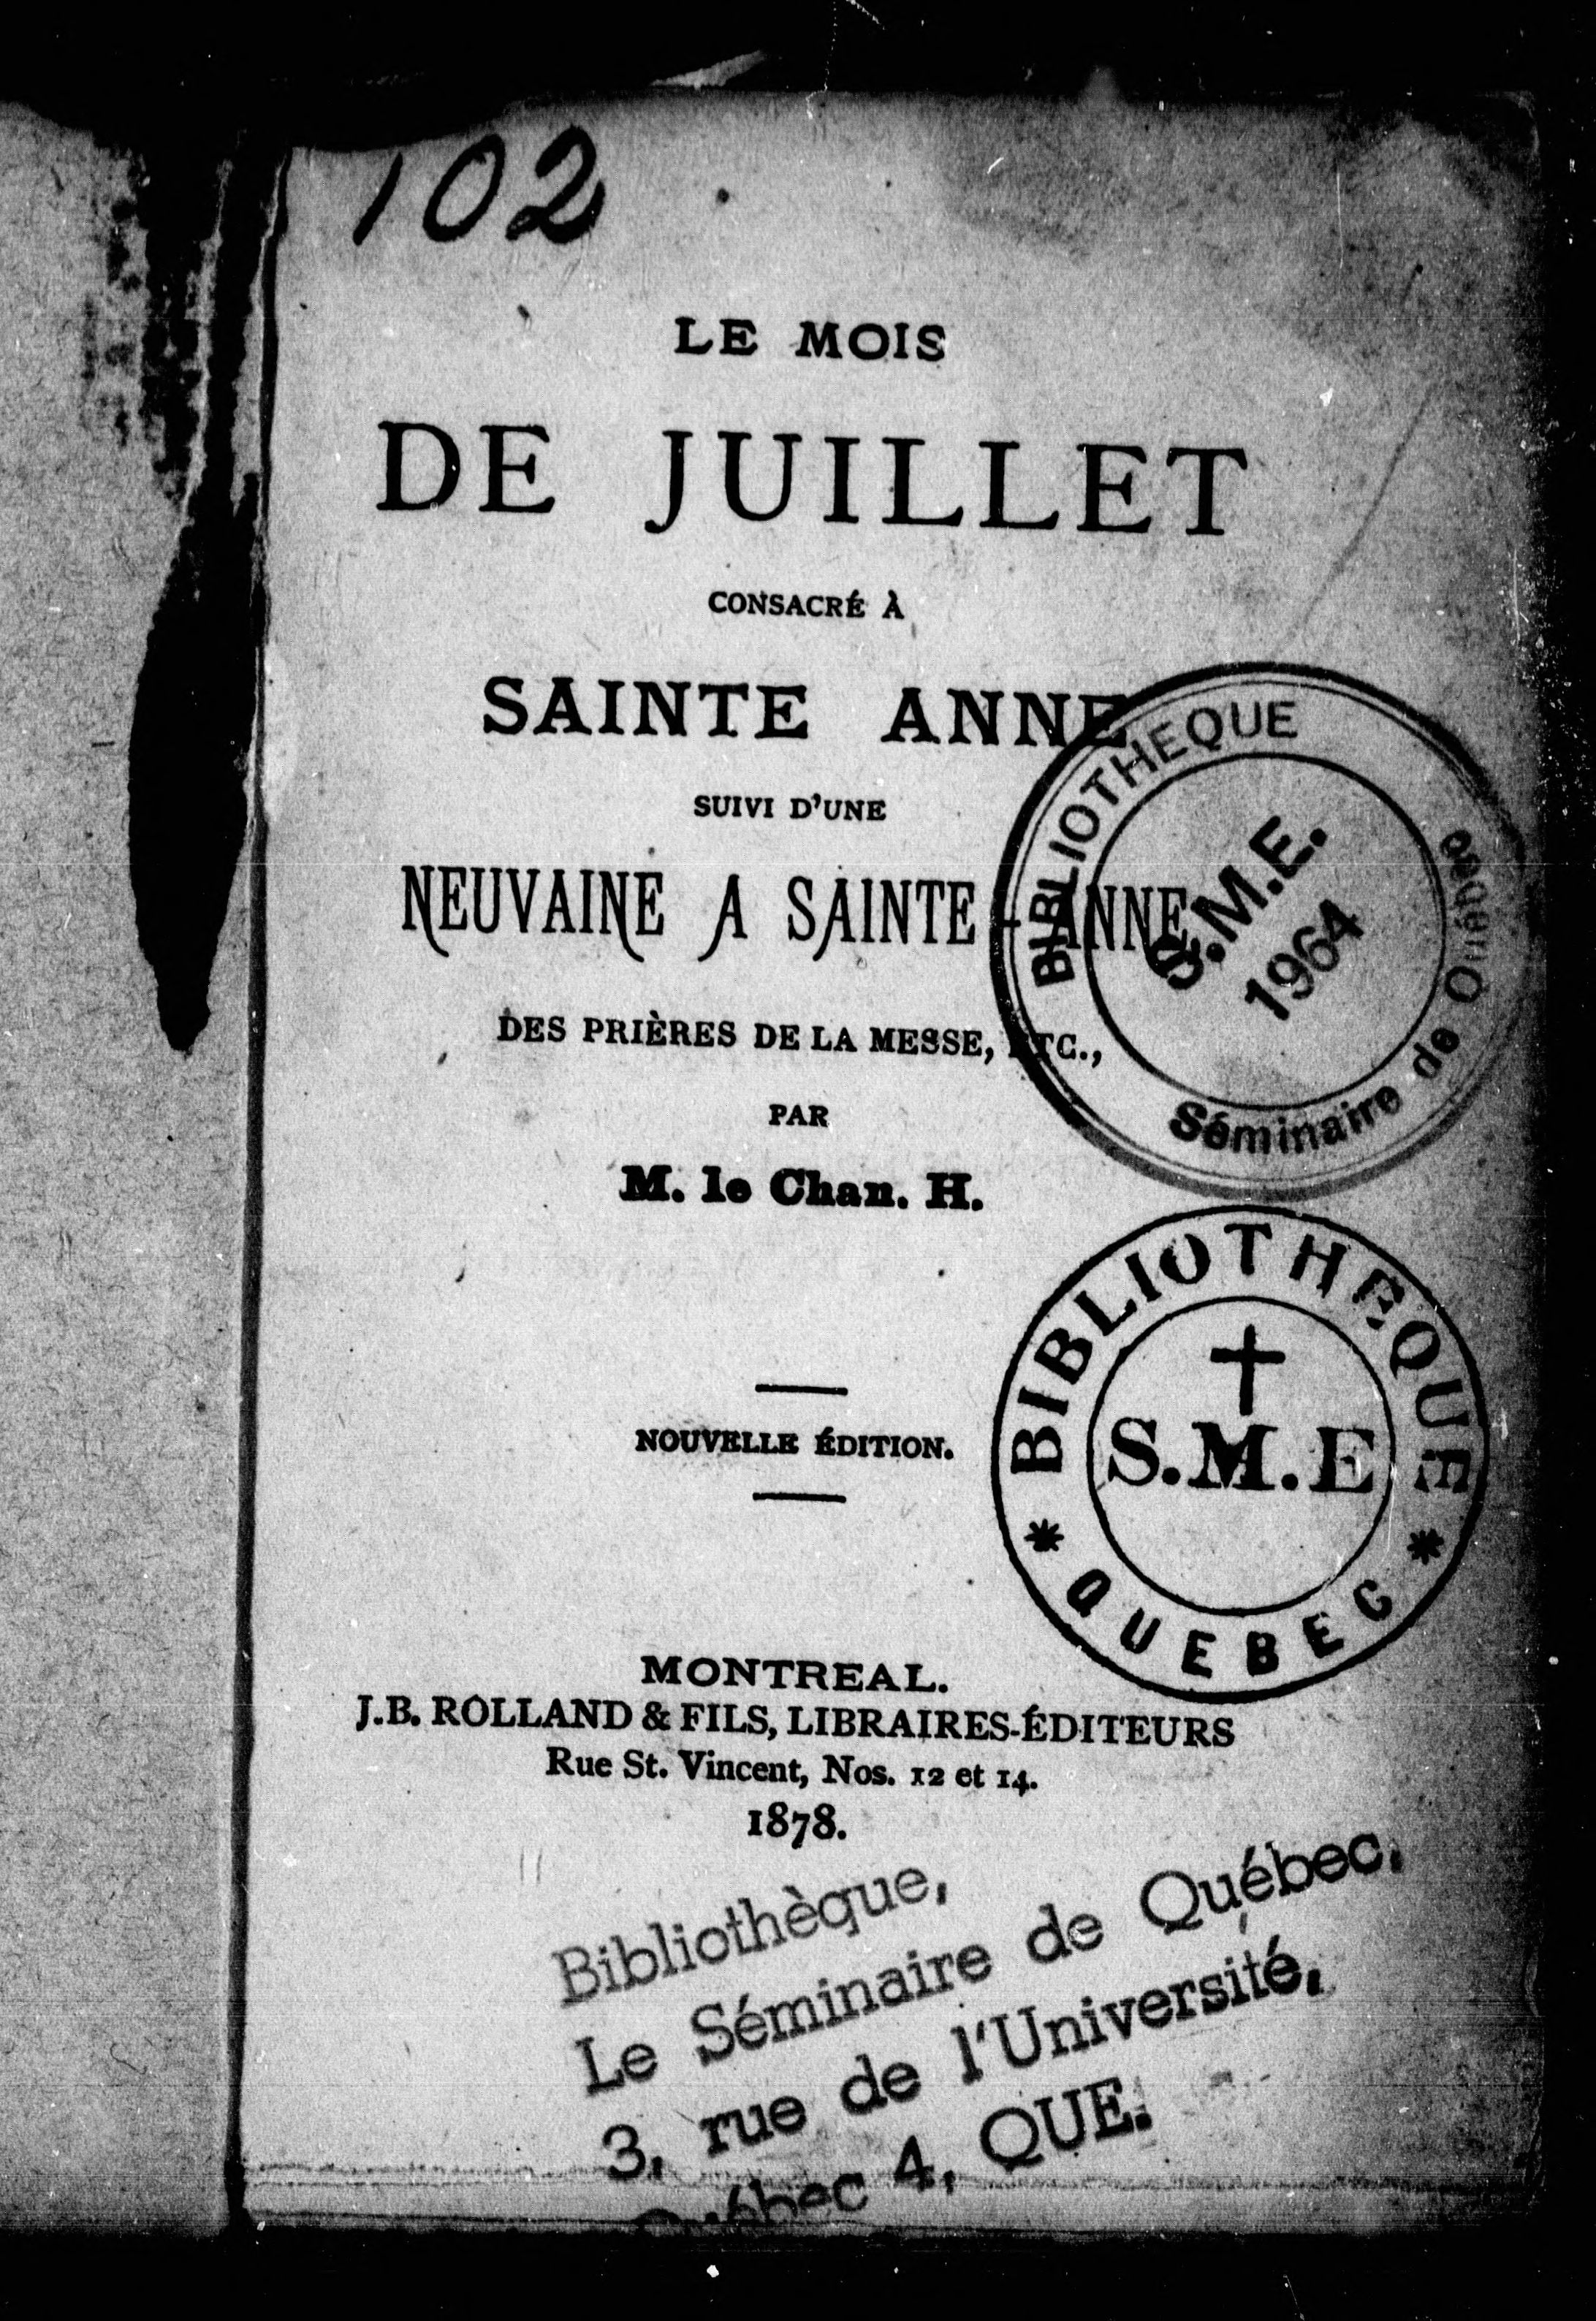 102
LE MOIS
DE JUILLET
CONSACRÉ À
SAINTE ANNE
SUIVI D'UNE
NEUVAINE A SAINTE-ANNE
DES PRIÈRES DE LA MESSE, ETC.,
PAR
M. le Chan. H.
BIBLIOTHEQUE
S.M.E.
1964
Séminaire de Québec
NOUVELLE ÉDITION.
BIBLIOTHEQUE
S.M.E
* QUEBEC *
MONTREAL.
J.B. ROLLAND & FILS, LIBRAIRES-ÉDITEURS
Rue St. Vincent, Nos. 12 et 14.
1878.
Bibliothèque,
Le Séminaire de Québec,
3, rue de l'Université,
Québec 4, QUE.